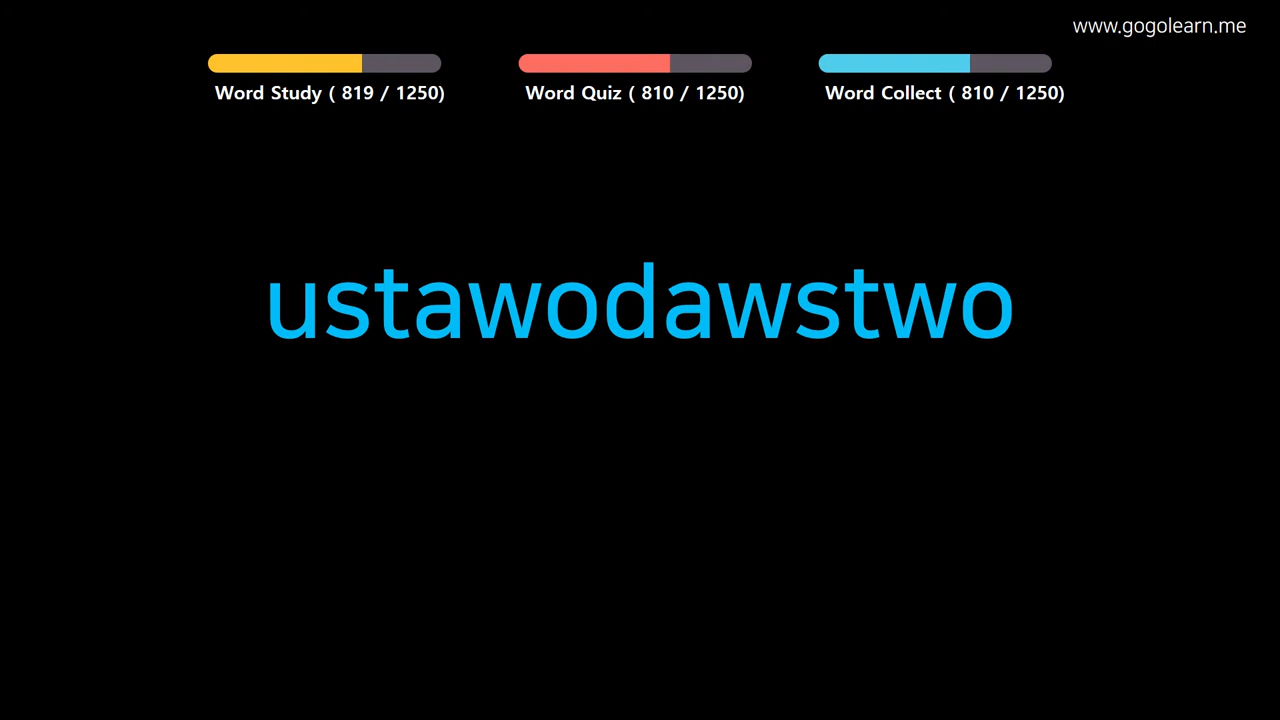 www.gogolearn.me
Word Study ( 819 / 1250)
Word Quiz ( 810 / 1250)
Word Collect ( 810 / 1250)
ustawodawstwo